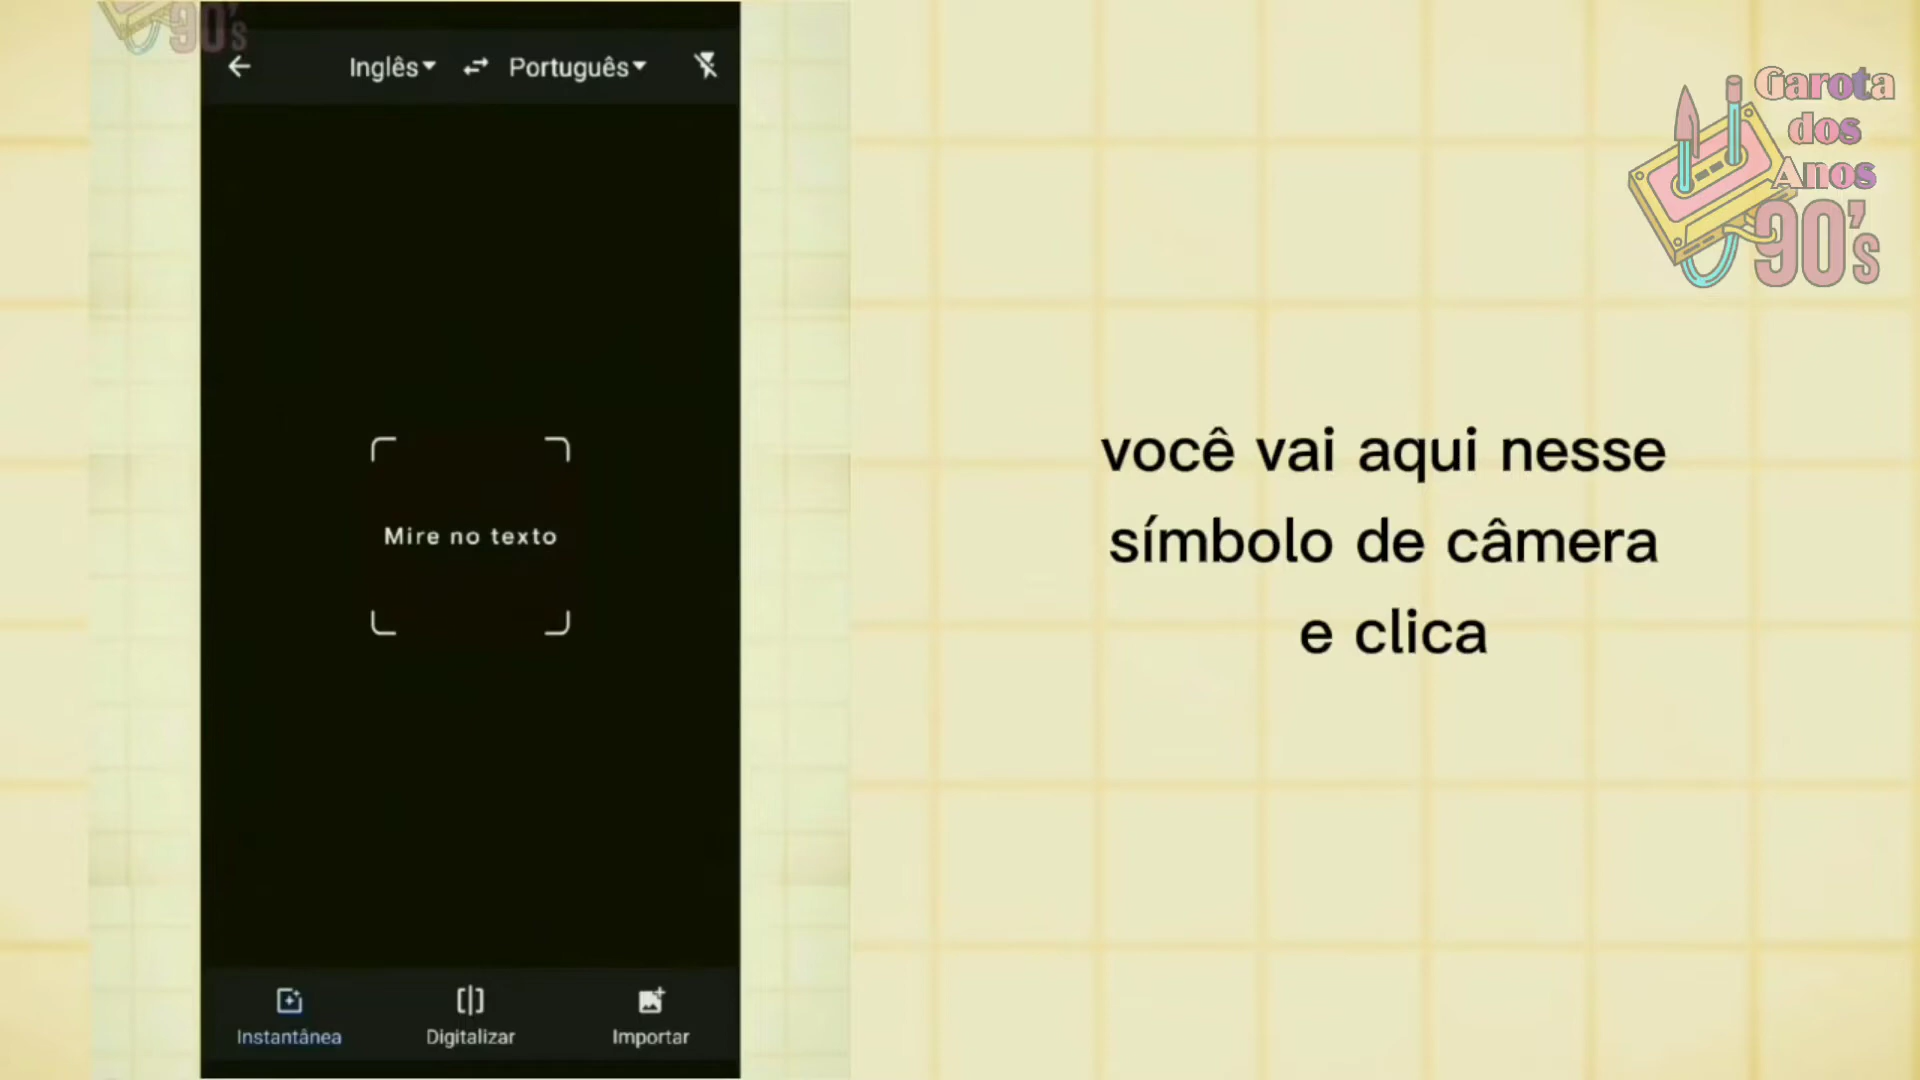 90's
Inglês Português
Mire no texto
Instantânea Digitalizar Importar
Garota
dos
Anos
90's
você vai aqui nesse
símbolo de câmera
e clica